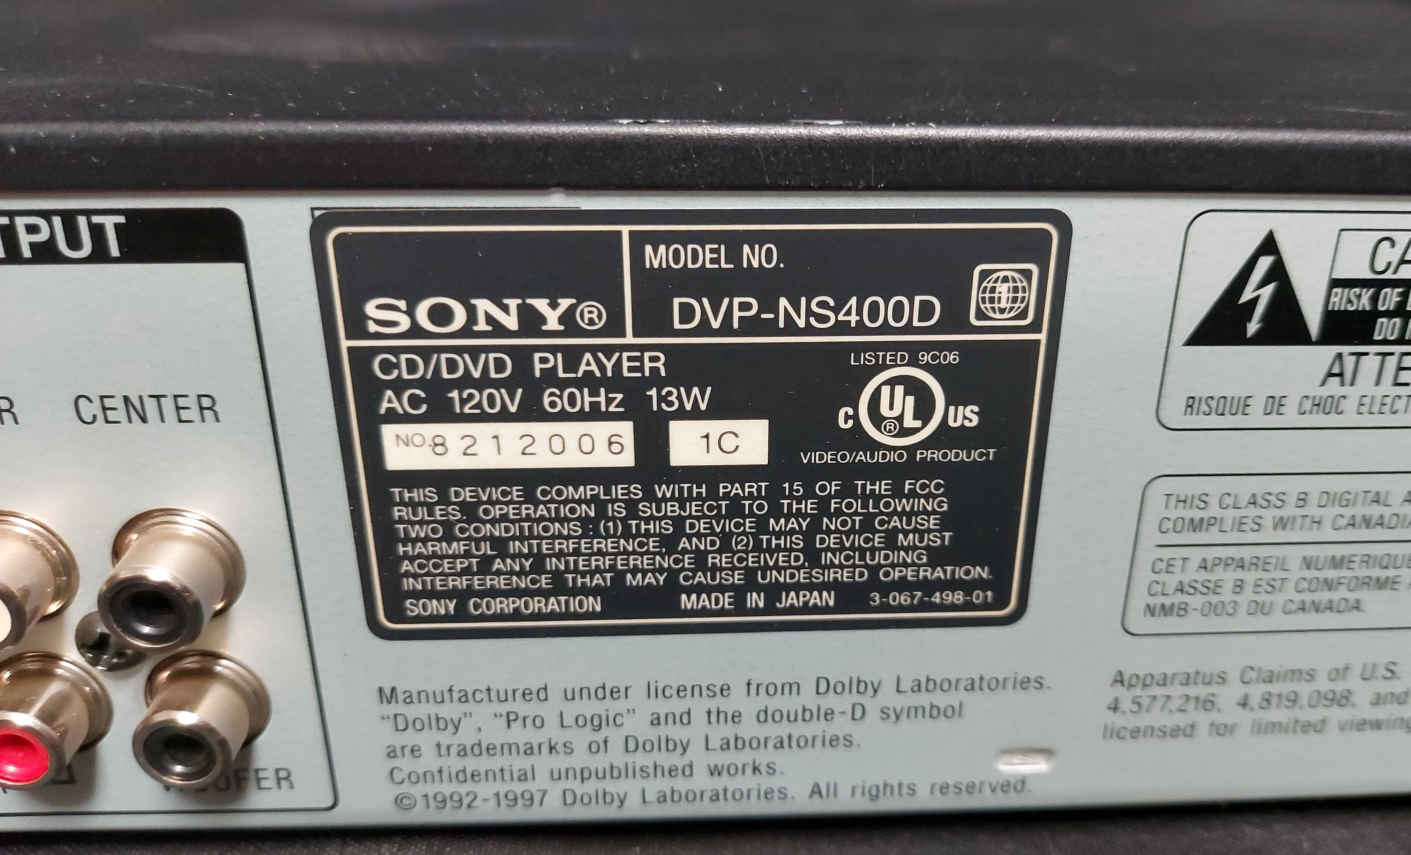 TPUT
R CENTER
WOOFER
SONY®
MODEL NO.
DVP-NS400D
1
CD/DVD PLAYER
AC 120V 60Hz 13W
NO. 8212006
1C
LISTED 9C06
C UL® US
VIDEO/AUDIO PRODUCT
THIS DEVICE COMPLIES WITH PART 15 OF THE FCC
RULES. OPERATION IS SUBJECT TO THE FOLLOWING
TWO CONDITIONS : (1) THIS DEVICE MAY NOT CAUSE
HARMFUL INTERFERENCE, AND (2) THIS DEVICE MUST
ACCEPT ANY INTERFERENCE RECEIVED, INCLUDING
INTERFERENCE THAT MAY CAUSE UNDESIRED OPERATION.
SONY CORPORATION MADE IN JAPAN 3-067-498-01
Manufactured under license from Dolby Laboratories.
“Dolby”, “Pro Logic” and the double-D symbol
are trademarks of Dolby Laboratories.
Confidential unpublished works.
©1992-1997 Dolby Laboratories. All rights reserved.
CA
RISK OF
DO
ATTE
RISQUE DE CHOC ELECT
THIS CLASS B DIGITAL A
COMPLIES WITH CANADIA
CET APPAREIL NUMERIQUE
CLASSE B EST CONFORME
NMB-003 DU CANADA.
Apparatus Claims of U.S.
4,577,216, 4,819,098, and
licensed for limited viewing